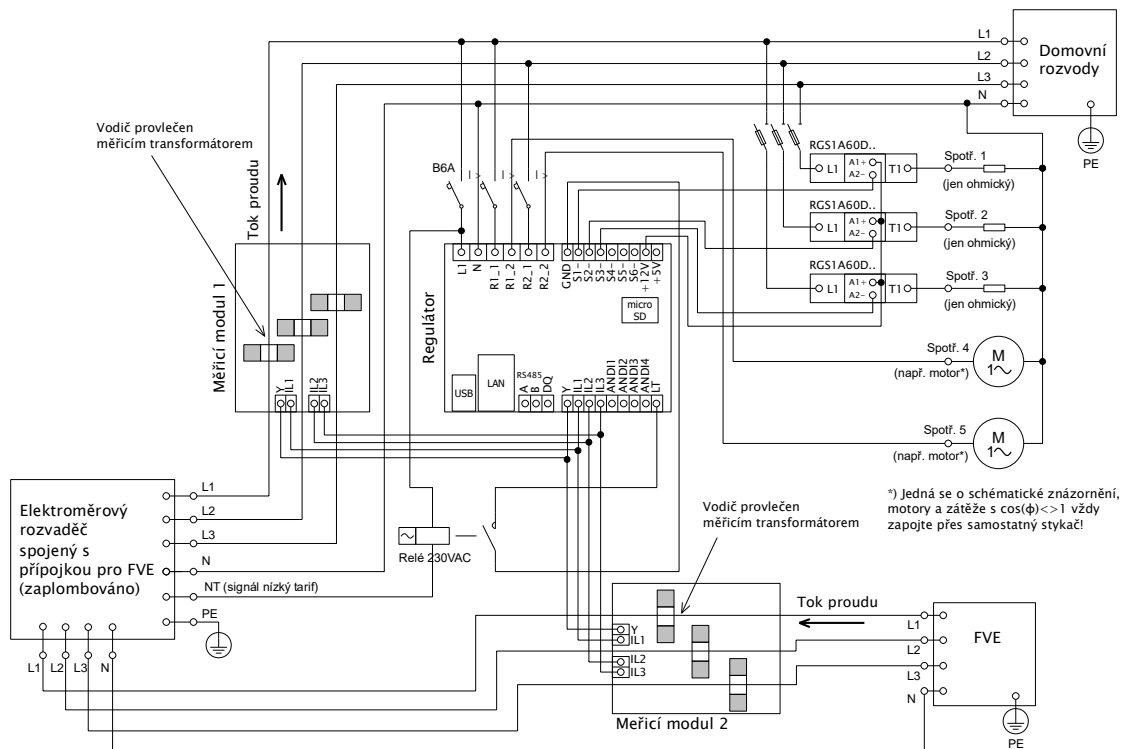 L1
L2
L3
N
Domovní
rozvody
PE
Vodič provlečen
měřicím transformátorem
Tok proudu
B6A
I >
I >
I >
RGS1A60D..
L1
A1+
A2-
T1
Spotř. 1
(jen ohmický)
RGS1A60D..
L1
A1+
A2-
T1
Spotř. 2
(jen ohmický)
RGS1A60D..
L1
A1+
A2-
T1
Spotř. 3
(jen ohmický)
Měřicí modul 1
Y
IL1
IL2
IL3
Regulátor
L1
N
R1_1
R1_2
R2_1
R2_2
GND
S1-
S2-
S3-
S4-
S5-
S6-
+12V
+5V
micro
SD
USB
LAN
RS485
A
B
DQ
Y
IL1
IL2
IL3
ANDI1
ANDI2
ANDI3
ANDI4
LT
Spotř. 4
(např. motor*)
M
1~
Spotř. 5
(např. motor*)
M
1~
*) Jedná se o schématické znázornění,
motory a zátěže s cos(ϕ)<>1 vždy
zapojte přes samostatný stykač!
Elektroměrový
rozvaděč
spojený s
přípojkou pro FVE
(zaplombováno)
L1
L2
L3
N
NT (signál nízký tarif)
PE
L1
L2
L3
N
Relé 230VAC
Vodič provlečen
měřicím transformátorem
Y
IL1
IL2
IL3
Meřicí modul 2
Tok proudu
L1
L2
L3
N
FVE
PE